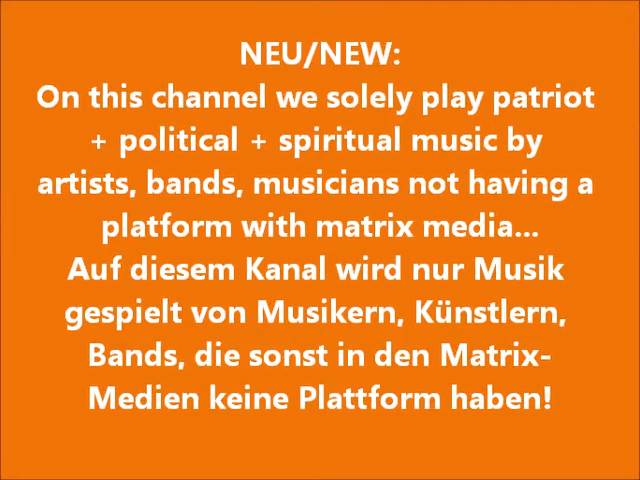 NEU/NEW:
On this channel we solely play patriot
+ political + spiritual music by
artists, bands, musicians not having a
platform with matrix media...
Auf diesem Kanal wird nur Musik
gespielt von Musikern, Künstlern,
Bands, die sonst in den Matrix-
Medien keine Plattform haben!